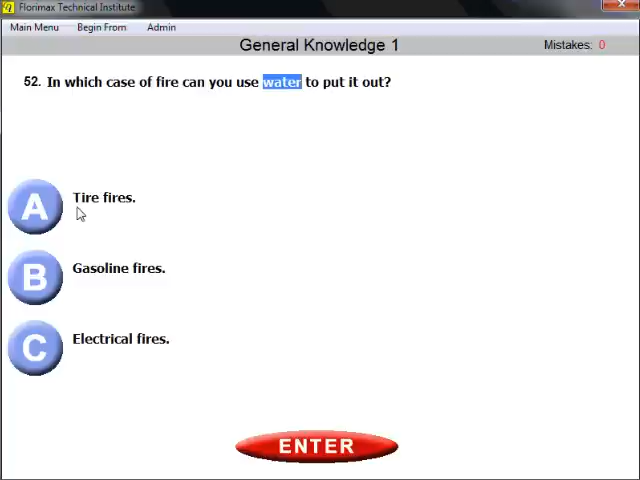 Florimax Technical Institute
Main Menu Begin From Admin
General Knowledge 1 Mistakes: 0
52. In which case of fire can you use water to put it out?
A Tire fires.
B Gasoline fires.
C Electrical fires.
ENTER